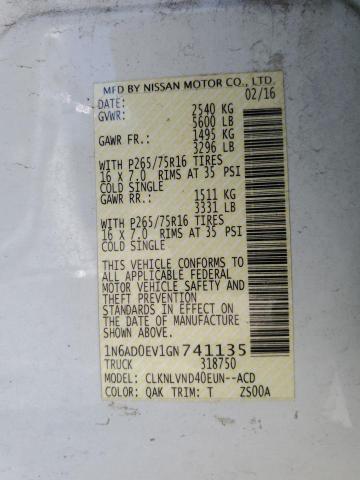 MFD BY NISSAN MOTOR CO., LTD.
DATE: 02/16
GVWR: 2540 KG
5600 LB
GAWR FR.: 1495 KG
3296 LB
WITH P265/75R16 TIRES
16 X 7.0 RIMS AT 35 PSI
COLD SINGLE
GAWR RR.: 1511 KG
3331 LB
WITH P265/75R16 TIRES
16 X 7.0 RIMS AT 35 PSI
COLD SINGLE
THIS VEHICLE CONFORMS TO
ALL APPLICABLE FEDERAL
MOTOR VEHICLE SAFETY AND
THEFT PREVENTION
STANDARDS IN EFFECT ON
THE DATE OF MANUFACTURE
SHOWN ABOVE.
1N6AD0EV1GN741135
TRUCK 318750
MODEL: CLKNLVND40EUN--ACD
COLOR: QAK TRIM: T ZS00A